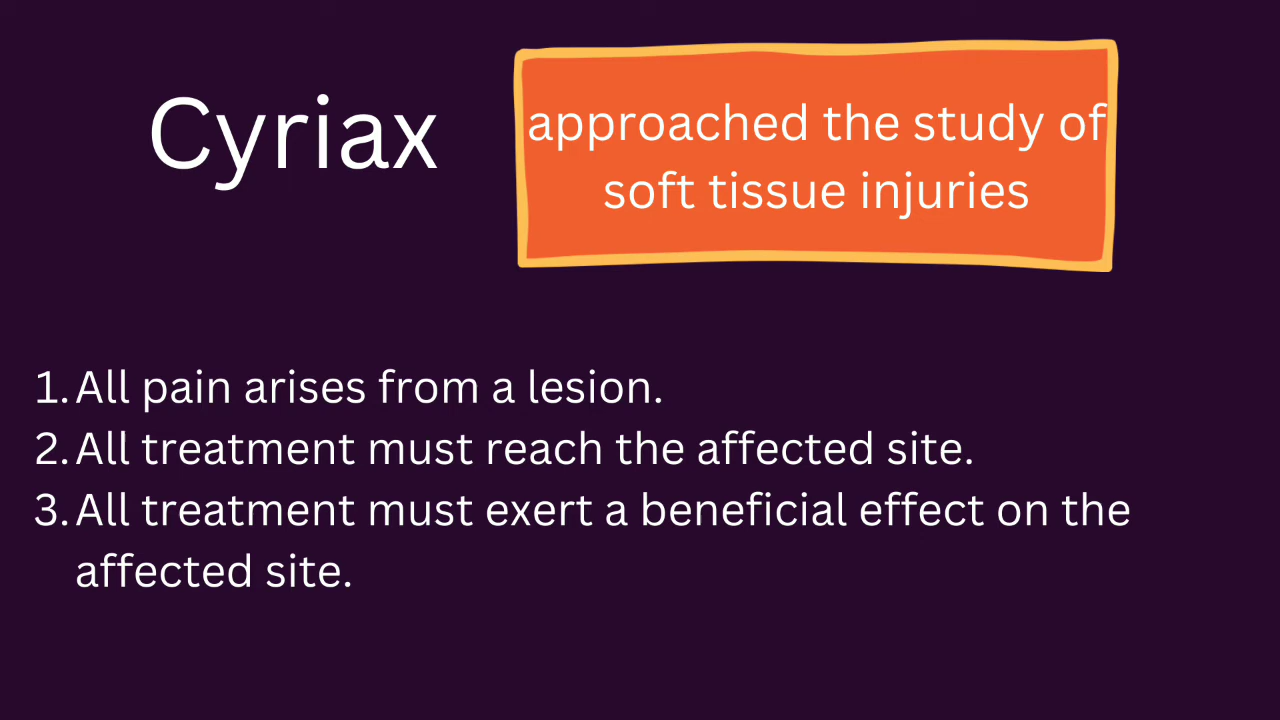 Cyriax
approached the study of
soft tissue injuries
1. All pain arises from a lesion.
2. All treatment must reach the affected site.
3. All treatment must exert a beneficial effect on the
affected site.